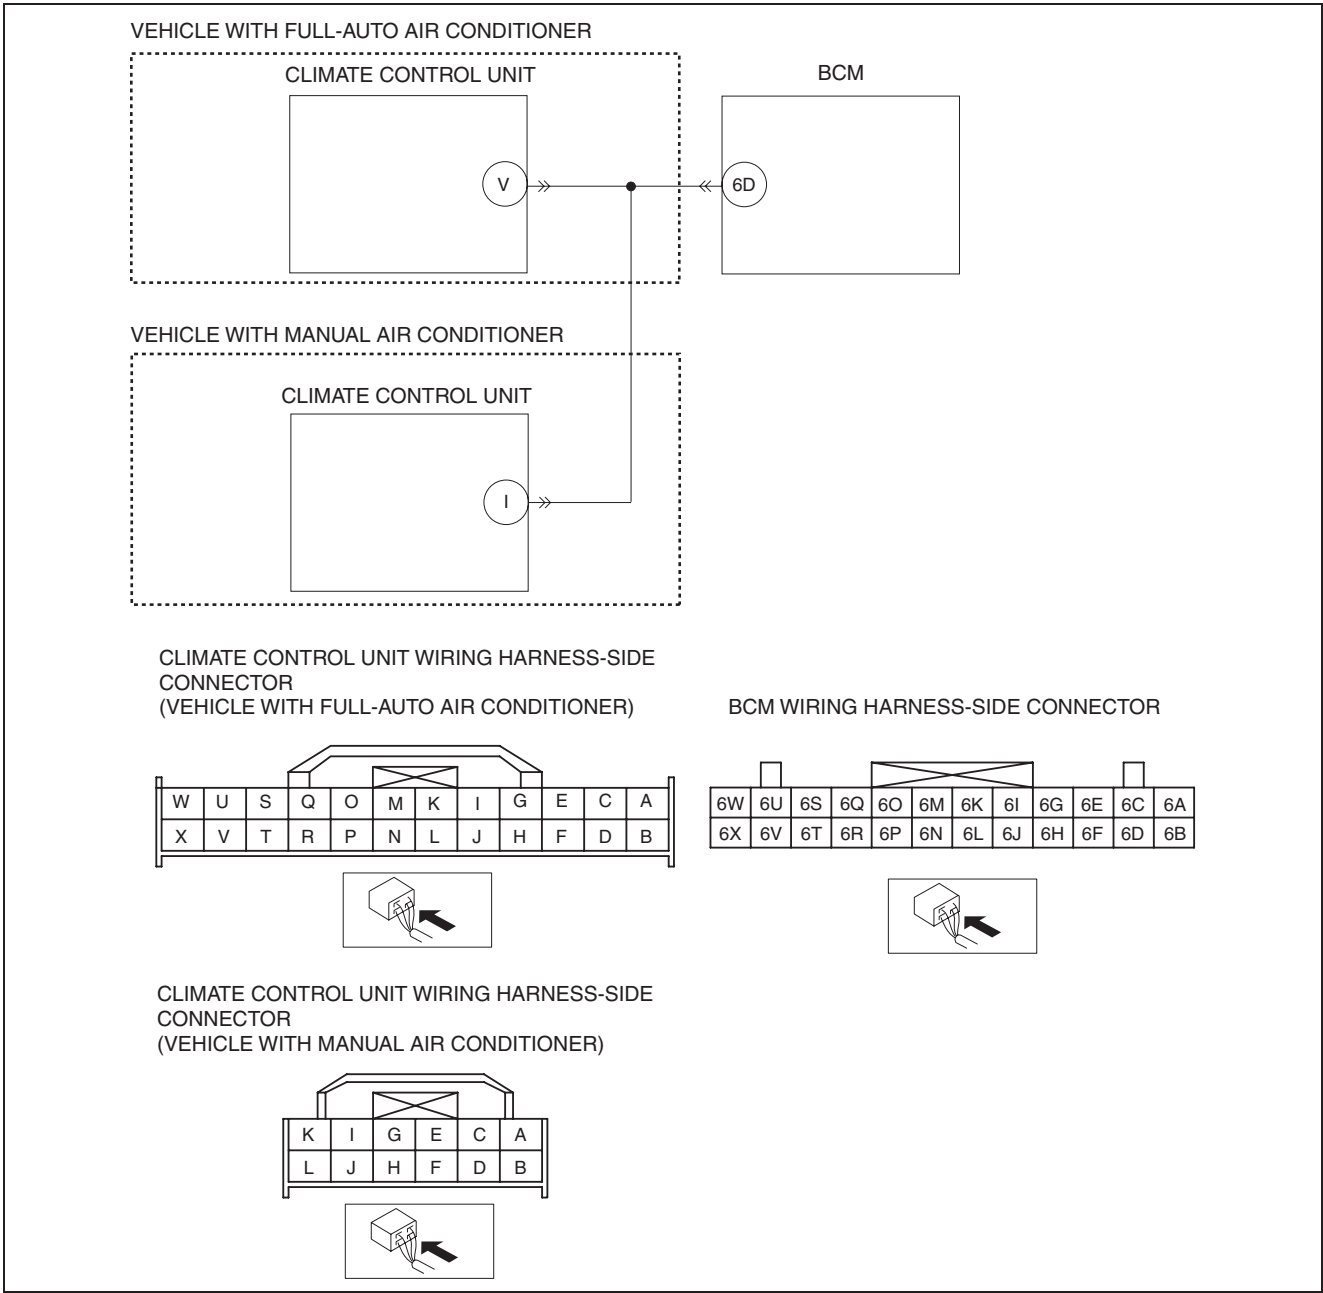 VEHICLE WITH FULL-AUTO AIR CONDITIONER
CLIMATE CONTROL UNIT
BCM
V
6D
VEHICLE WITH MANUAL AIR CONDITIONER
CLIMATE CONTROL UNIT
I
CLIMATE CONTROL UNIT WIRING HARNESS-SIDE
CONNECTOR
(VEHICLE WITH FULL-AUTO AIR CONDITIONER)
W U S Q O M K I G E C A
X V T R P N L J H F D B
BCM WIRING HARNESS-SIDE CONNECTOR
6W 6U 6S 6Q 6O 6M 6K 6I 6G 6E 6C 6A
6X 6V 6T 6R 6P 6N 6L 6J 6H 6F 6D 6B
CLIMATE CONTROL UNIT WIRING HARNESS-SIDE
CONNECTOR
(VEHICLE WITH MANUAL AIR CONDITIONER)
K I G E C A
L J H F D B